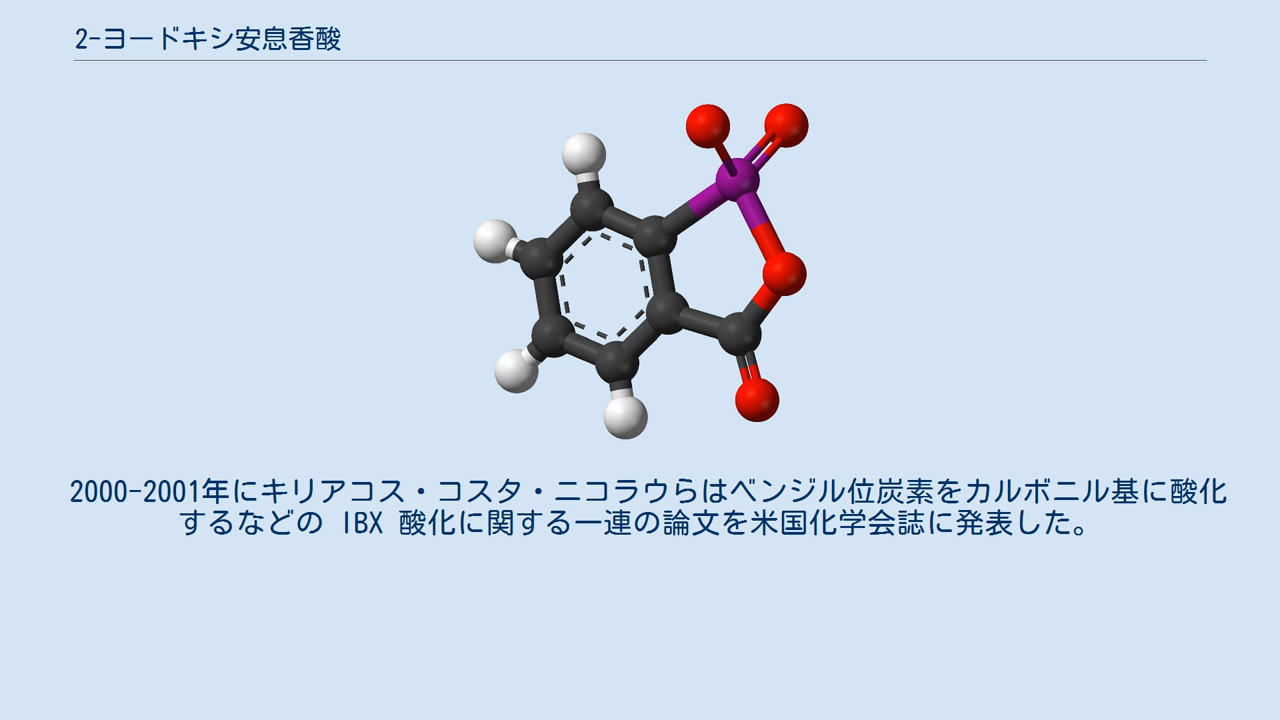 2-ヨードキシ安息香酸
2000-2001年にキリアコス・コスタ・ニコラウらはベンジル位炭素をカルボニル基に酸化
するなどの IBX 酸化に関する一連の論文を米国化学会誌に発表した。